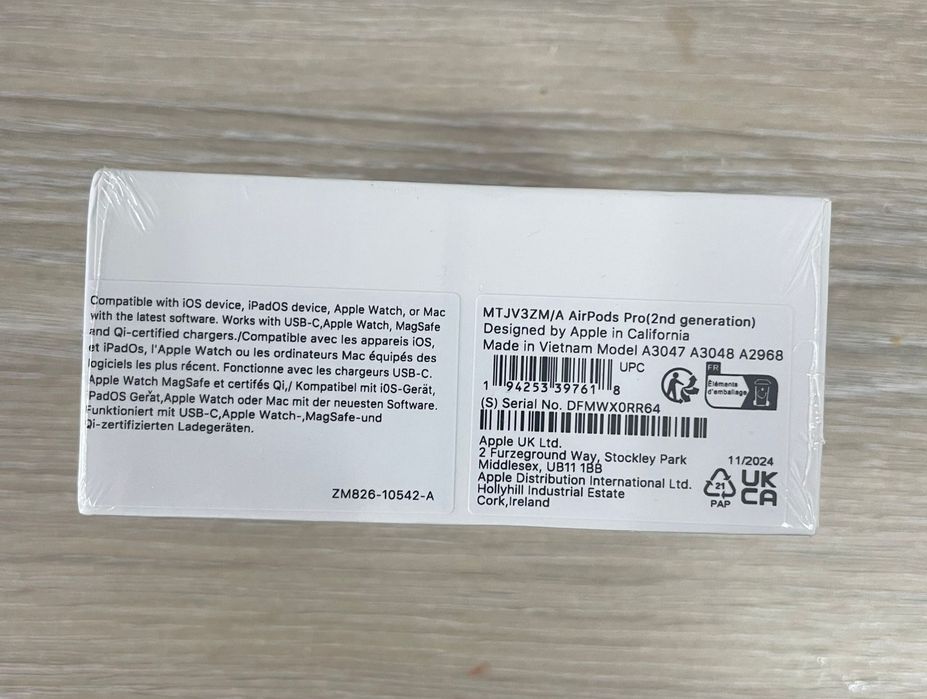 Compatible with iOS device, iPadOS device, Apple Watch, or Mac
with the latest software. Works with USB-C,Apple Watch, MagSafe
and Qi-certified chargers./Compatible avec les appareis iOS,
et iPadOs, l'Apple Watch ou les ordinateurs Mac équipés des
logiciels les plus récent. Fonctionne avec les chargeurs USB-C.
Apple Watch MagSafe et certifés Qi,/ Kompatibel mit i0S-Gerät,
iPadOS Gerät,Apple Watch oder Mac mit der neuesten Software.
Funktioniert mit USB-C,Apple Watch-,MagSafe-und
Qi-zertifizierten Ladegeräten.
ZM826-10542-A
MTJV3ZM/A AirPods Pro(2nd generation)
Designed by Apple in California
Made in Vietnam Model A3047 A3048 A2968
UPC
1 94253 39761 8
FR
Éléments
d'emballage
(S) Serial No. DFMWX0RR64
Apple UK Ltd.
2 Furzeground Way, Stockley Park
Middlesex, UB11 1BB
Apple Distribution International Ltd.
Hollyhill Industrial Estate
Cork,Ireland
11/2024
21
PAP
UK
CA